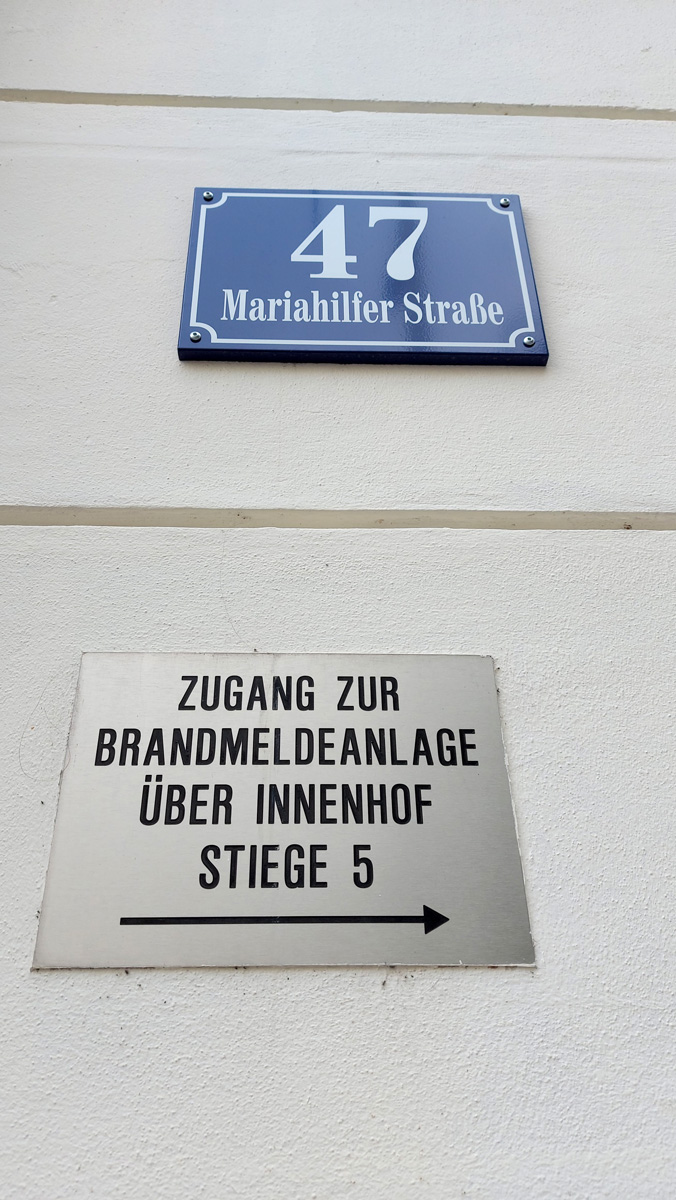 47
Mariahilfer Straße
ZUGANG ZUR
BRANDMELDEANLAGE
ÜBER INNENHOF
STIEGE 5